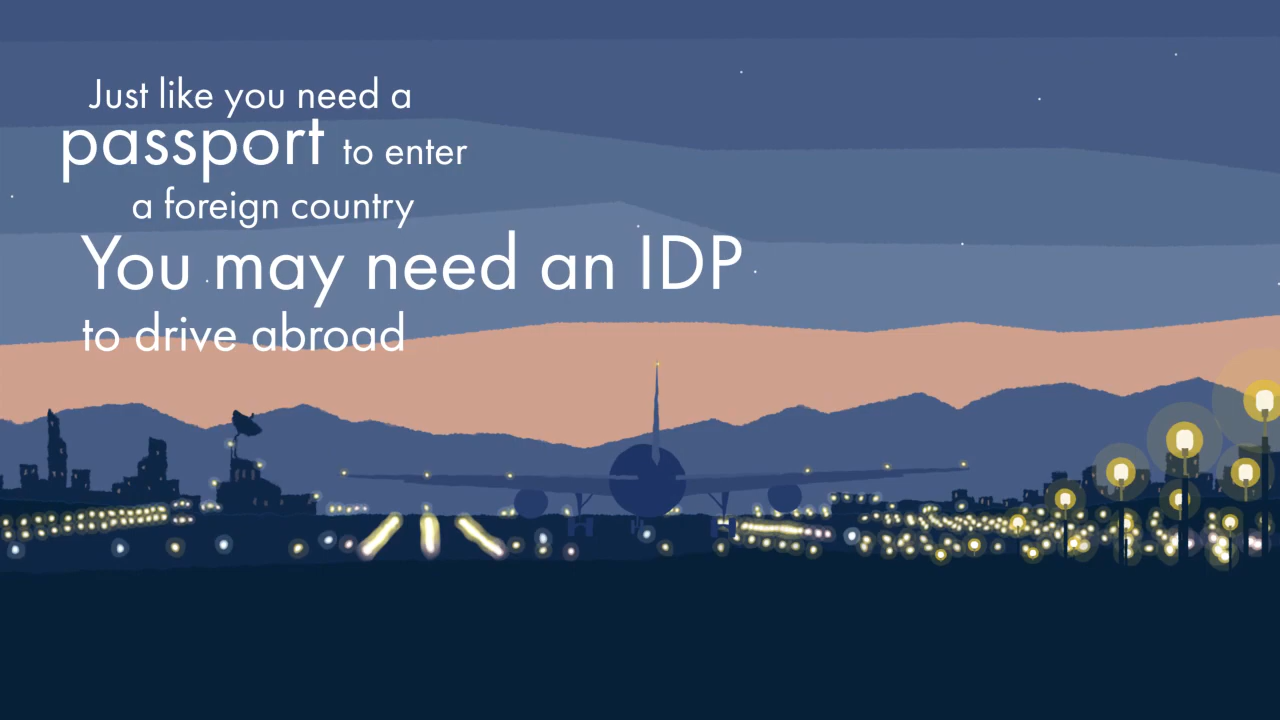 Just like you need a
passport to enter
a foreign country
You may need an IDP
to drive abroad